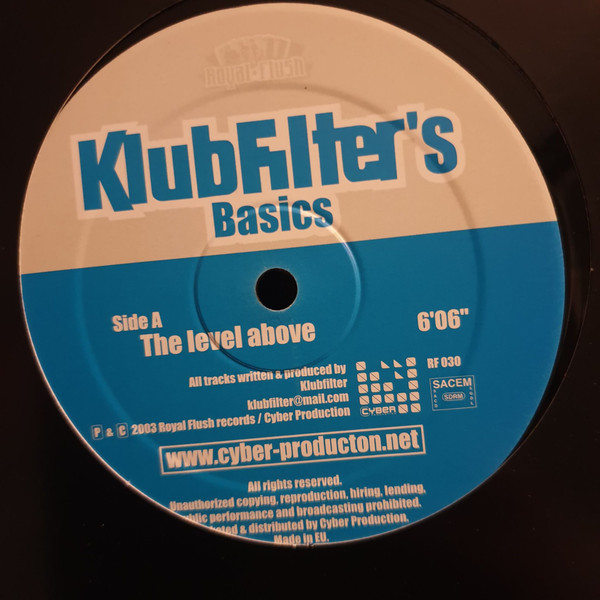 Royal Flush
KlubFilter's
Basics
Side A
The level above
6'06"
All tracks written & produced by
Klubfilter
klubfilter@mail.com
P & C 2003 Royal Flush records / Cyber Production
CYBER
RF 030
SACEM
SDRM
www.cyber-producton.net
All rights reserved.
Unauthorized copying, reproduction, hiring, lending,
public performance and broadcasting prohibited.
& distributed by Cyber Production.
Made in EU.